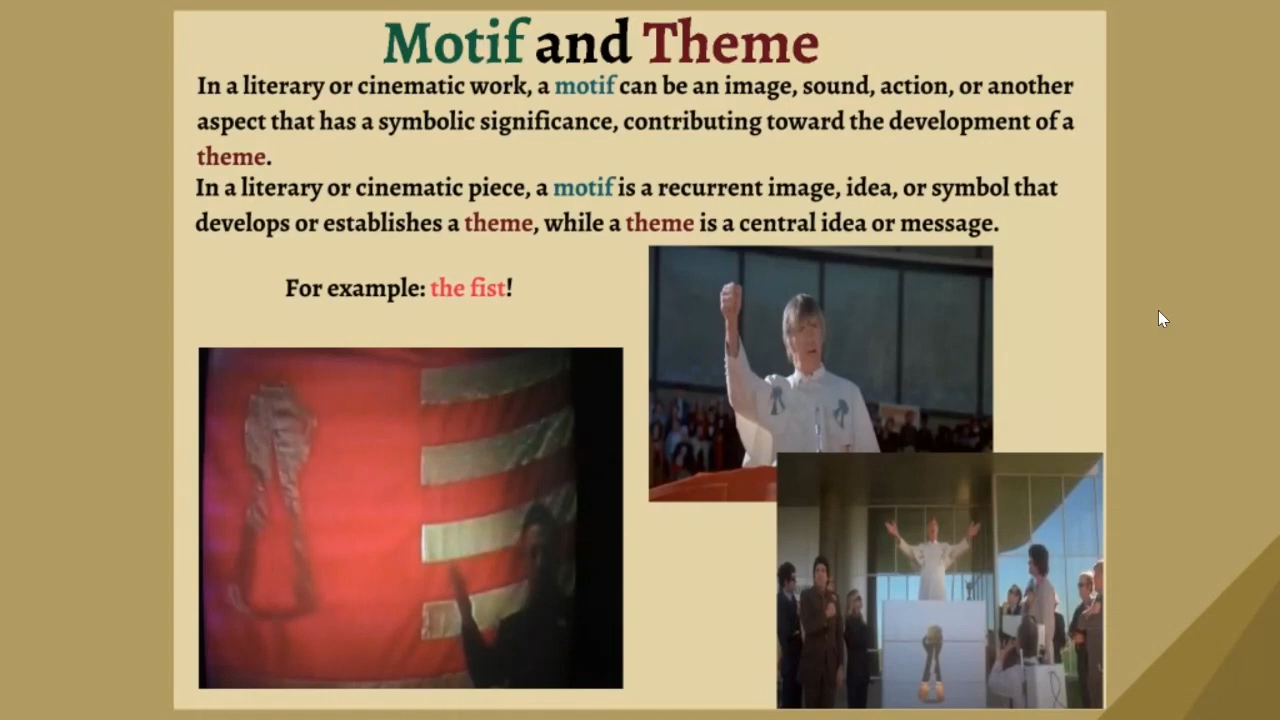 Motif and Theme
In a literary or cinematic work, a motif can be an image, sound, action, or another
aspect that has a symbolic significance, contributing toward the development of a
theme.
In a literary or cinematic piece, a motif is a recurrent image, idea, or symbol that
develops or establishes a theme, while a theme is a central idea or message.
For example: the fist!